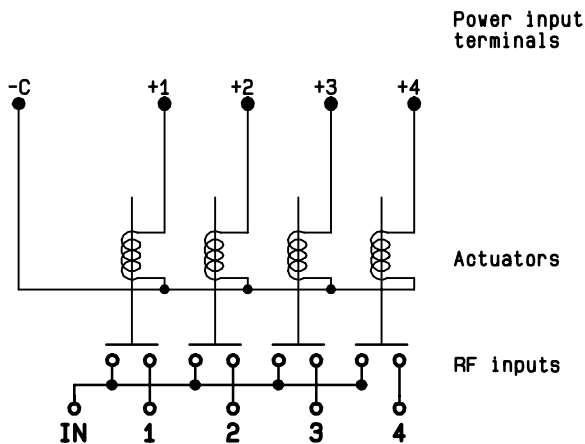 Power input
terminals
-C +1 +2 +3 +4
Actuators
RF inputs
IN 1 2 3 4